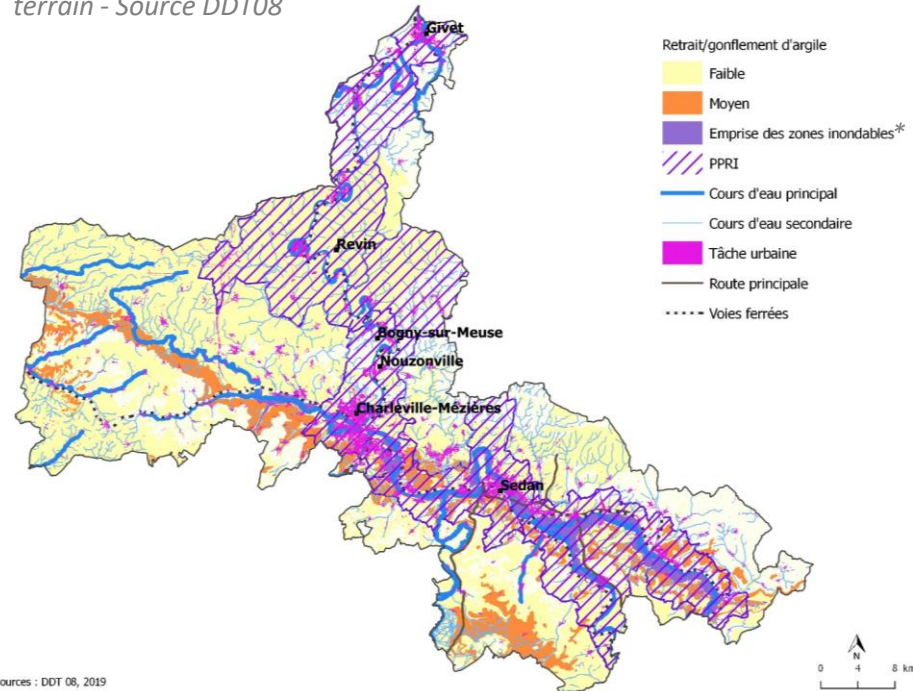 terrain - Source DDT08
Givet
Retrait/gonflement d'argile
Faible
Moyen
Emprise des zones inondables*
PPRI
Cours d'eau principal
Cours d'eau secondaire
Tâche urbaine
Route principale
Voies ferrées
Revin
Bogny-sur-Meuse
Nouzonville
Charleville-Mézières
Sedan
N
0 4 8 km
ources : DDT 08, 2019